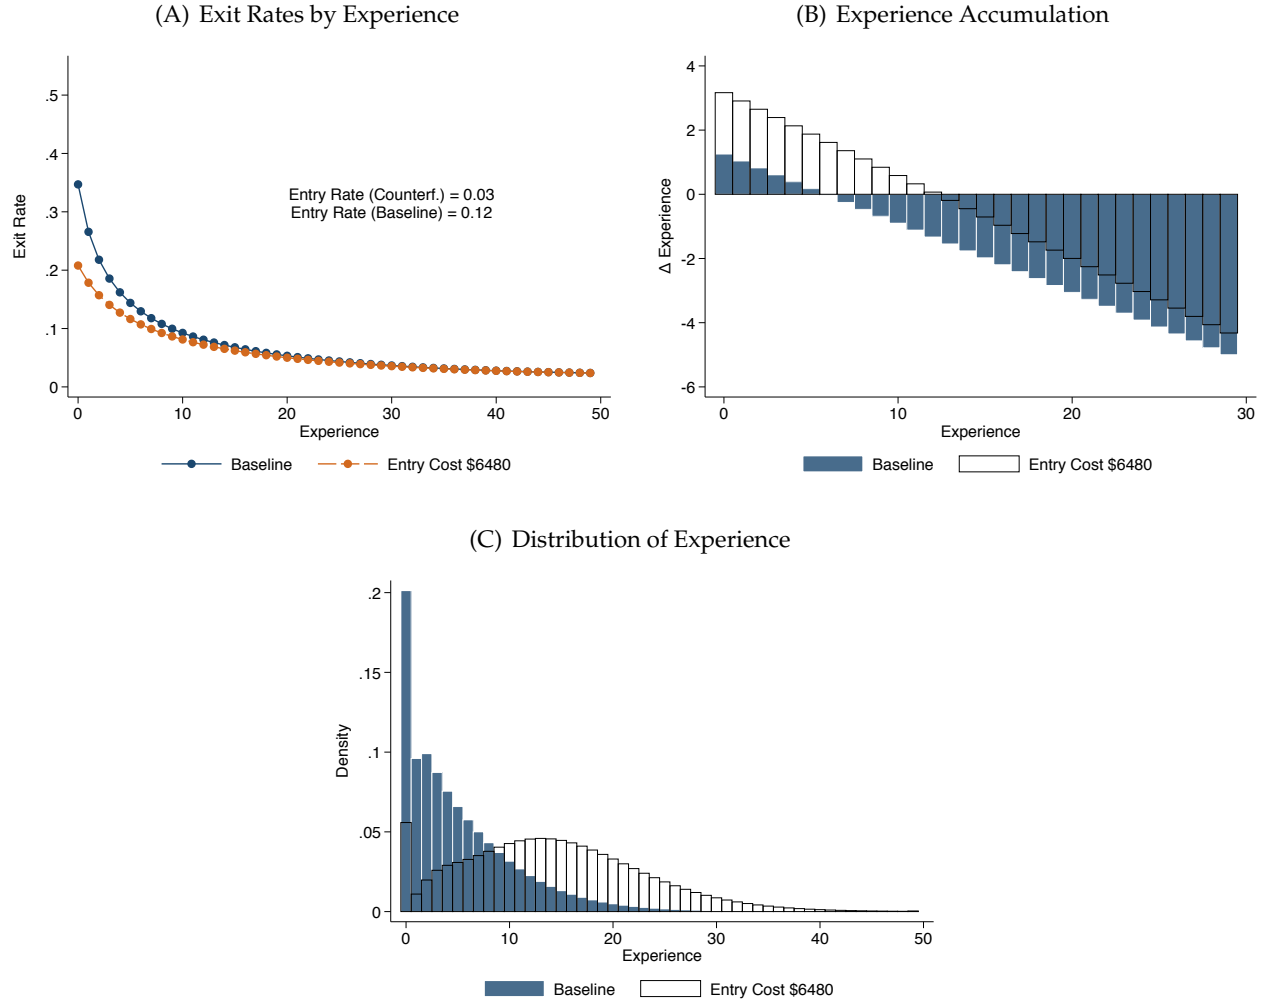 (A) Exit Rates by Experience
.5
.4
.3
.2
.1
0
Exit Rate
Entry Rate (Counterf.) = 0.03
Entry Rate (Baseline) = 0.12
0 10 20 30 40 50
Experience
Baseline Entry Cost $6480
(B) Experience Accumulation
4
2
0
-2
-4
-6
Δ Experience
0 10 20 30
Experience
Baseline Entry Cost $6480
(C) Distribution of Experience
.2
.15
.1
.05
0
Density
0 10 20 30 40 50
Experience
Baseline Entry Cost $6480